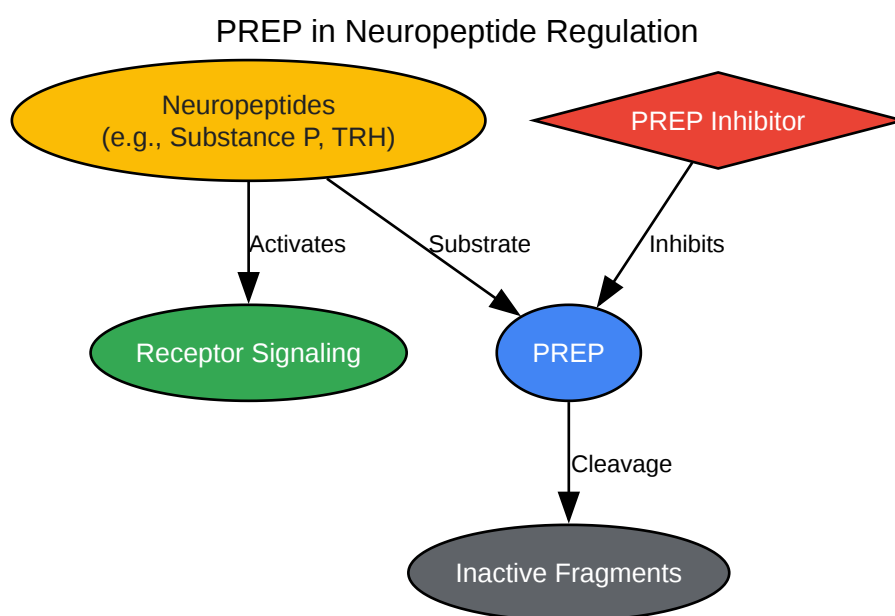 PREP in Neuropeptide Regulation
Neuropeptides
(e.g., Substance P, TRH)
PREP Inhibitor
Activates
Substrate
Inhibits
Receptor Signaling
PREP
Cleavage
Inactive Fragments